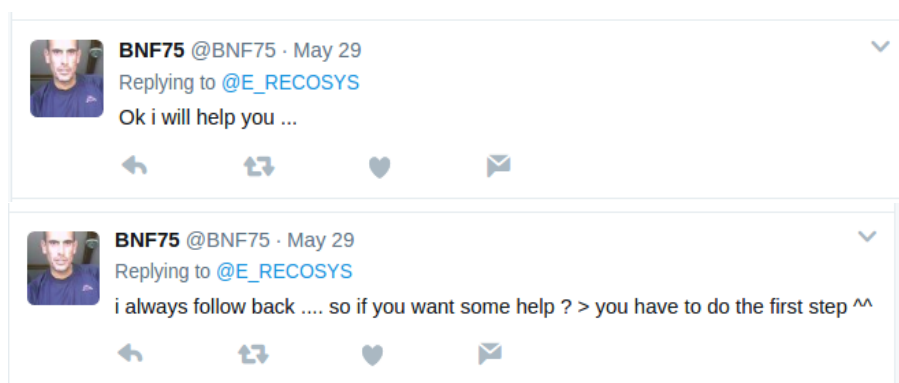 BNF75 @BNF75 · May 29
Replying to @E_RECOSYS
Ok i will help you ...
BNF75 @BNF75 · May 29
Replying to @E_RECOSYS
i always follow back .... so if you want some help ? > you have to do the first step ^^